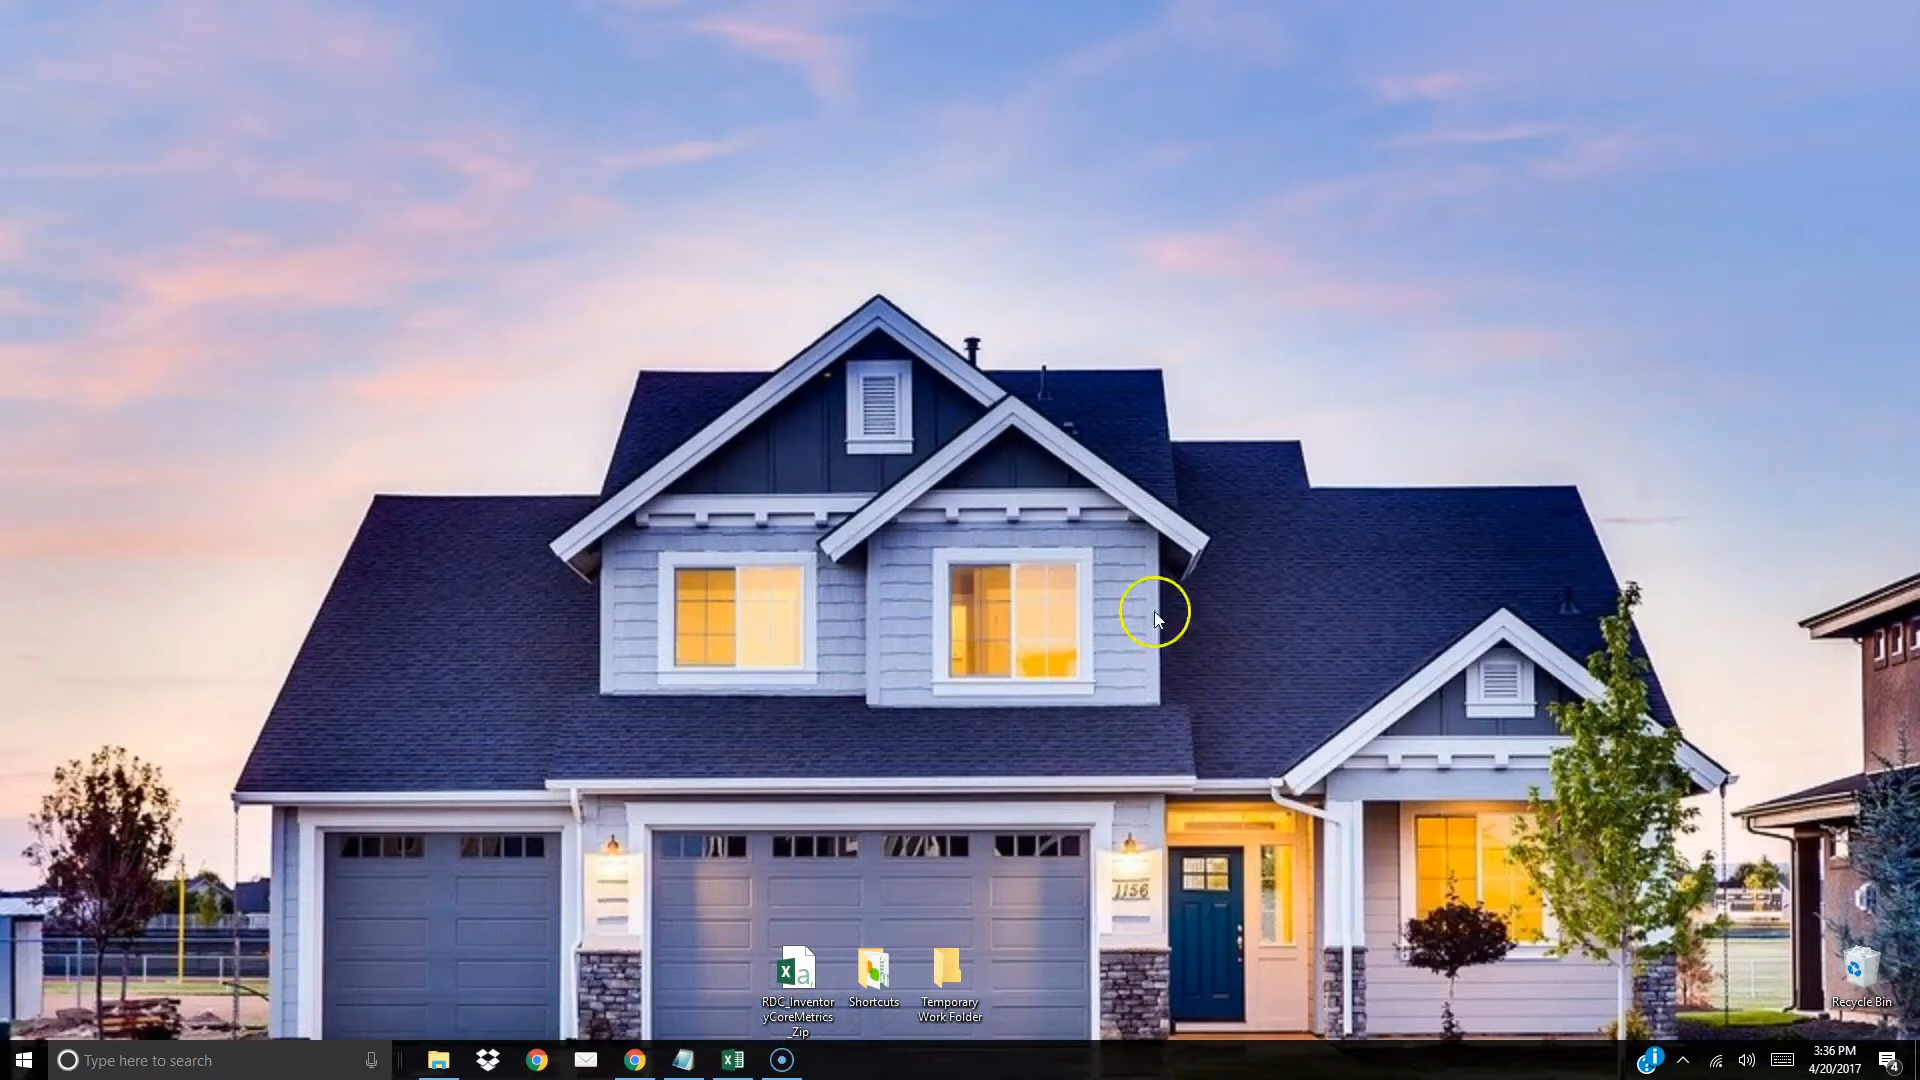 1156
RDC_Inventor
yCoreMetrics
_Zip
Shortcuts
Temporary
Work Folder
Recycle Bin
Type here to search
3:36 PM
4/20/2017
4